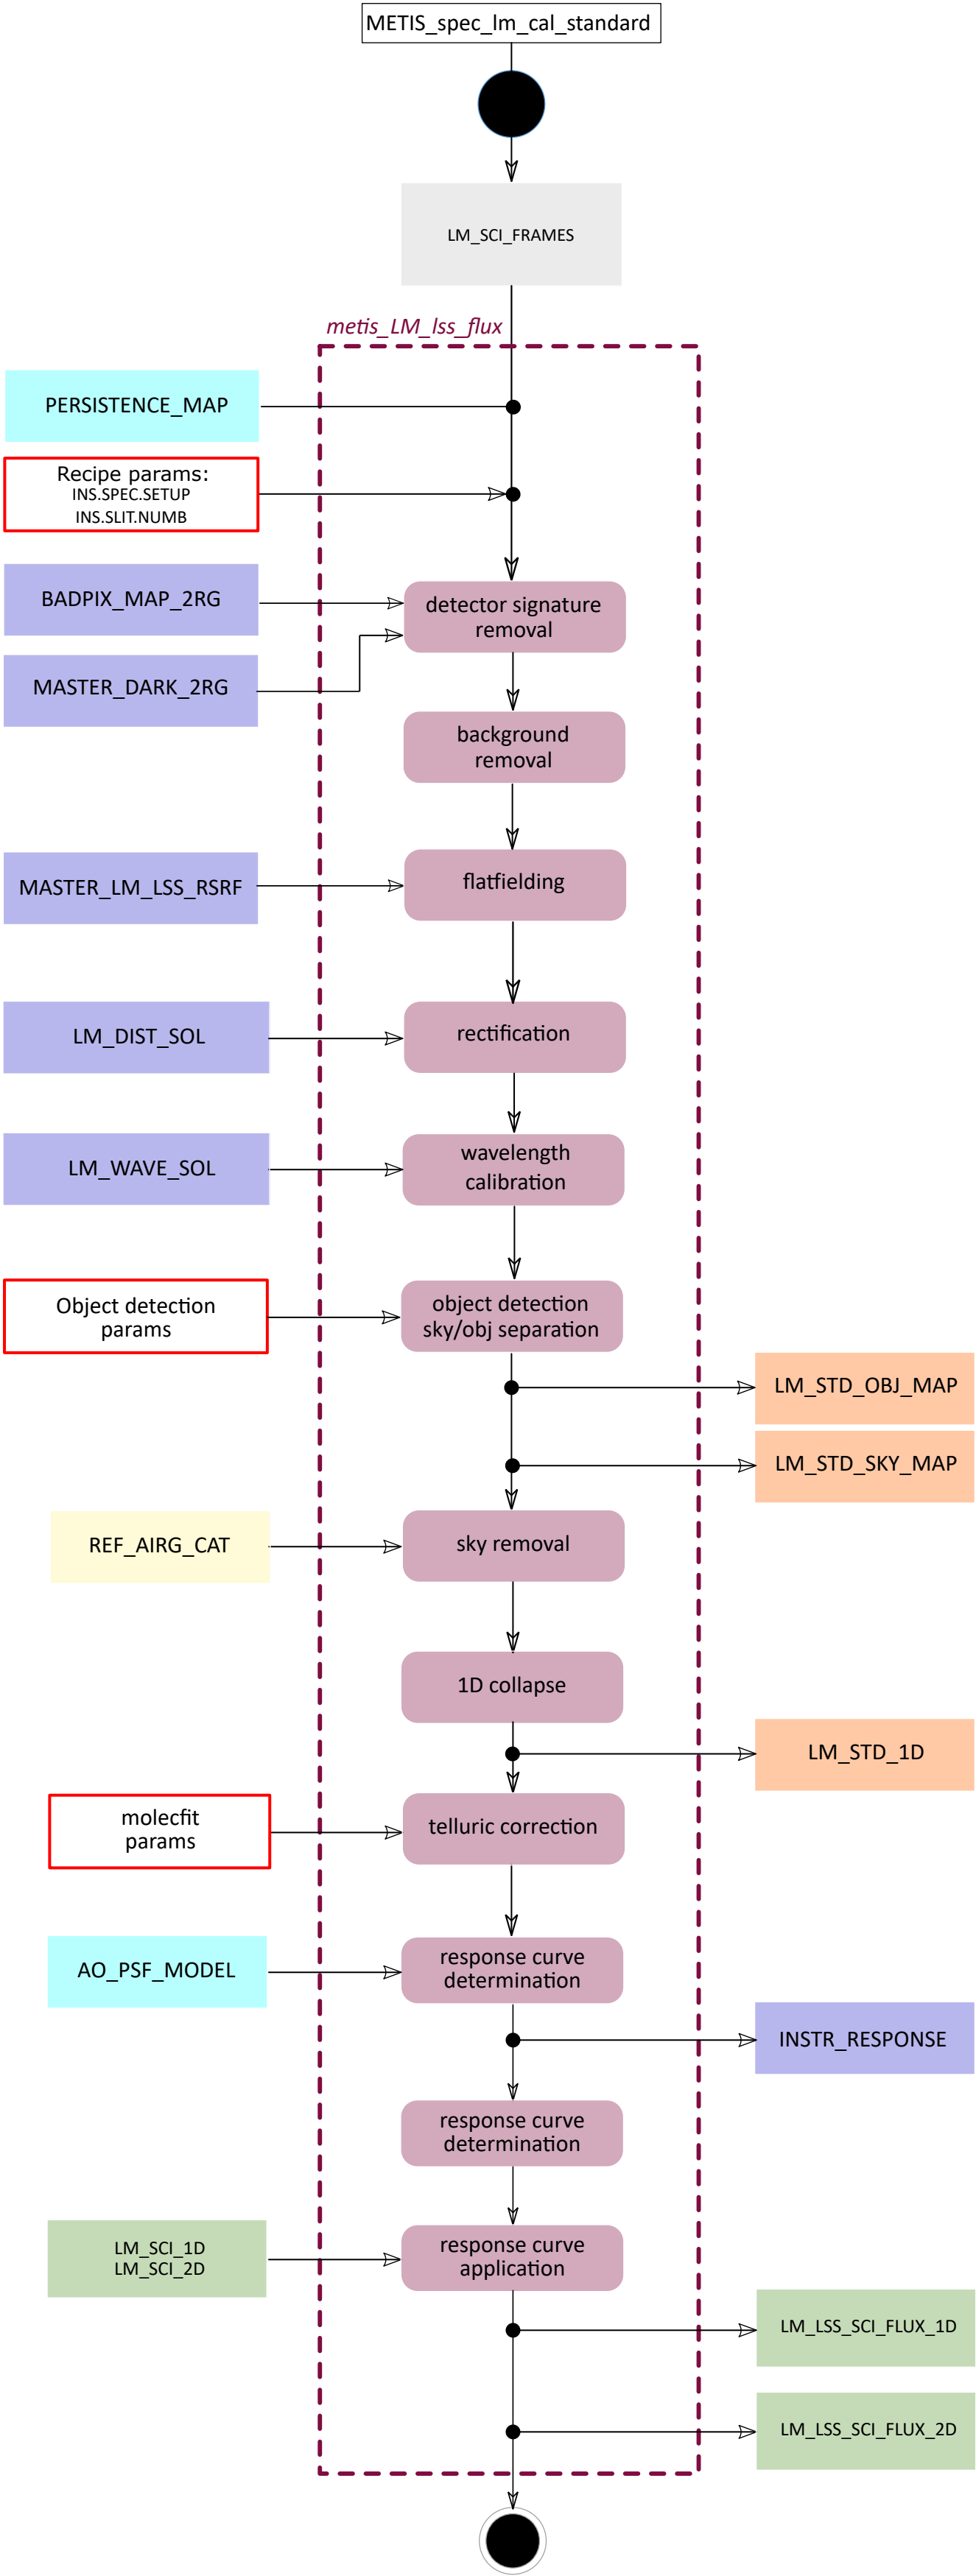 METIS_spec_lm_cal_standard
LM_SCI_FRAMES
metis_LM_lss_flux
PERSISTENCE_MAP
Recipe params:
INS.SPEC.SETUP
INS.SLIT.NUMB
BADPIX_MAP_2RG
detector signature
removal
MASTER_DARK_2RG
background
removal
MASTER_LM_LSS_RSRF
flatfielding
LM_DIST_SOL
rectification
LM_WAVE_SOL
wavelength
calibration
Object detection
params
object detection
sky/obj separation
LM_STD_OBJ_MAP
LM_STD_SKY_MAP
REF_AIRG_CAT
sky removal
1D collapse
LM_STD_1D
molecfit
params
telluric correction
AO_PSF_MODEL
response curve
determination
INSTR_RESPONSE
response curve
determination
LM_SCI_1D
LM_SCI_2D
response curve
application
LM_LSS_SCI_FLUX_1D
LM_LSS_SCI_FLUX_2D